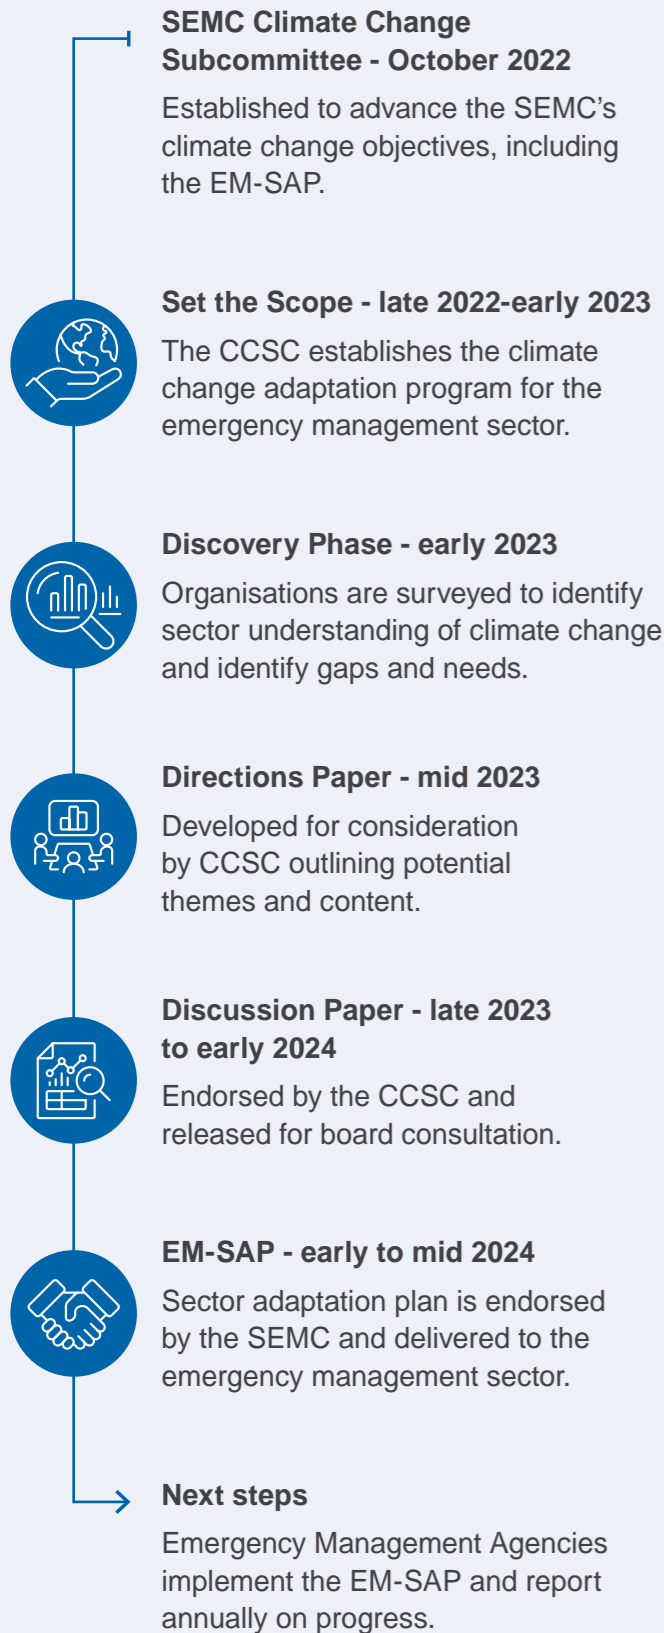 SEMC Climate Change
Subcommittee - October 2022
Established to advance the SEMC’s
climate change objectives, including
the EM-SAP.
Set the Scope - late 2022-early 2023
The CCSC establishes the climate
change adaptation program for the
emergency management sector.
Discovery Phase - early 2023
Organisations are surveyed to identify
sector understanding of climate change
and identify gaps and needs.
Directions Paper - mid 2023
Developed for consideration
by CCSC outlining potential
themes and content.
Discussion Paper - late 2023
to early 2024
Endorsed by the CCSC and
released for board consultation.
EM-SAP - early to mid 2024
Sector adaptation plan is endorsed
by the SEMC and delivered to the
emergency management sector.
Next steps
Emergency Management Agencies
implement the EM-SAP and report
annually on progress.